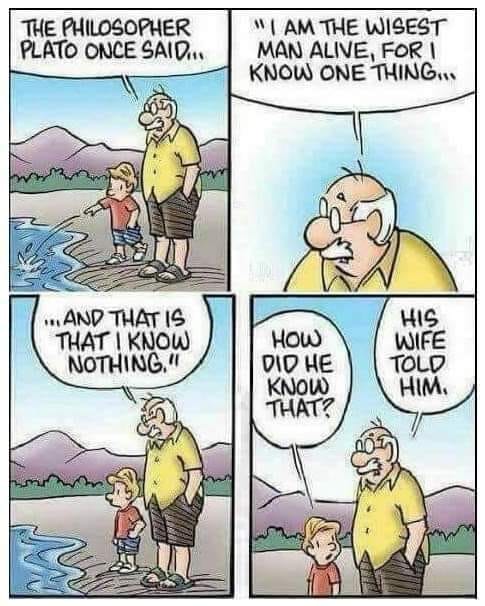 THE PHILOSOPHER
PLATO ONCE SAID...
"I AM THE WISEST
MAN ALIVE, FOR I
KNOW ONE THING...
...AND THAT IS
THAT I KNOW
NOTHING."
HOW
DID HE
KNOW
THAT?
HIS
WIFE
TOLD
HIM.